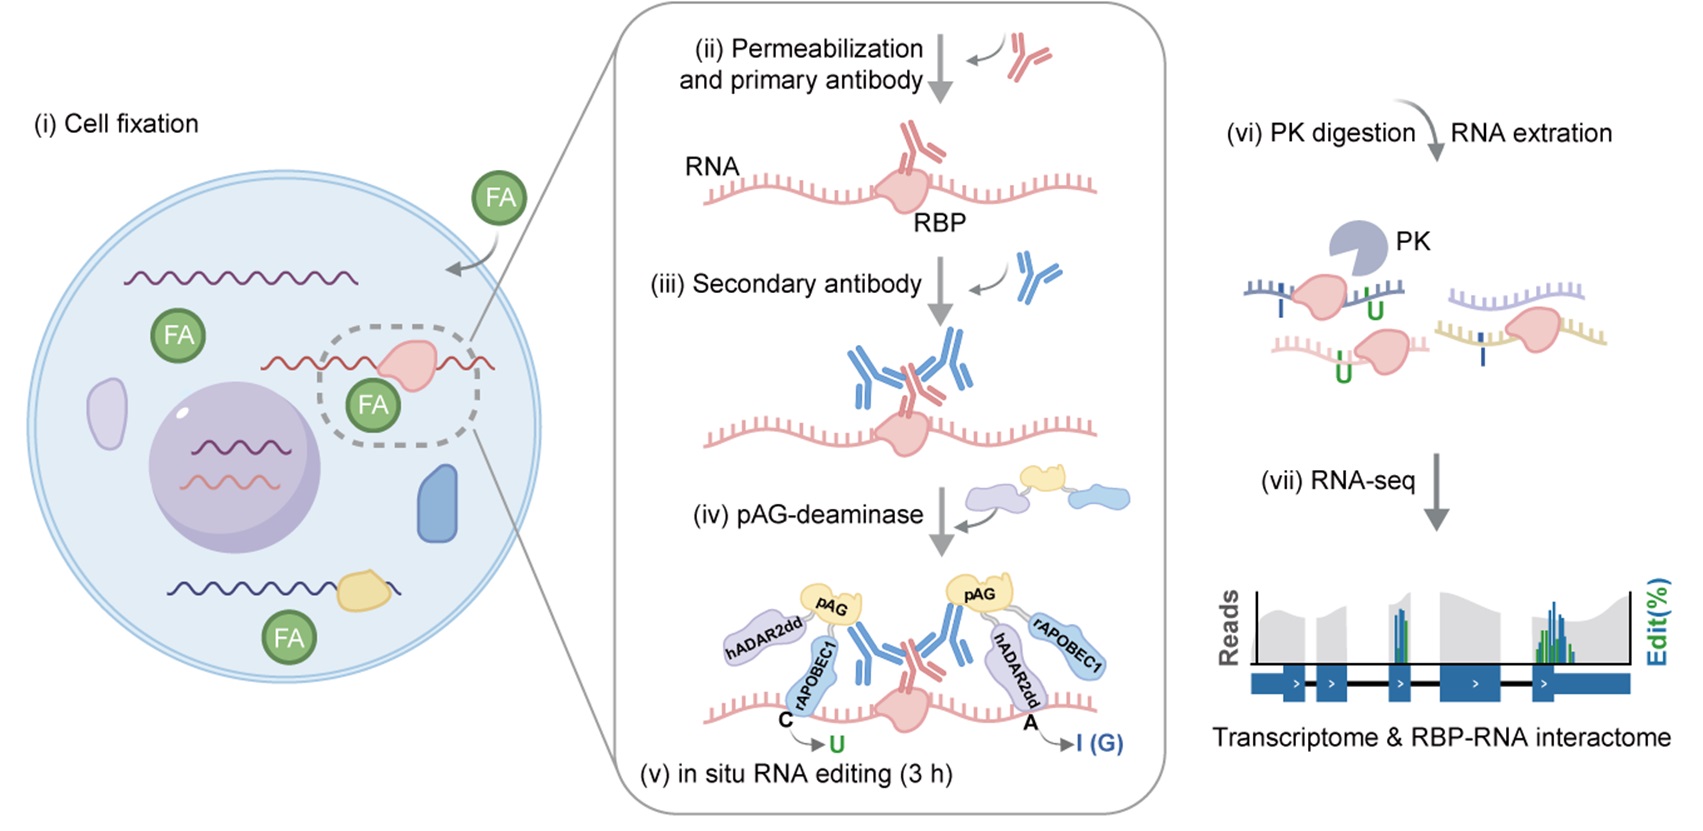 (i) Cell fixation
FA
FA
FA
FA
(ii) Permeabilization
and primary antibody
RNA
RBP
(iii) Secondary antibody
(iv) pAG-deaminase
pAG
hADAR2dd
rAPOBEC1
pAG
hADAR2dd
rAPOBEC1
C
U
A
I (G)
(v) in situ RNA editing (3 h)
(vi) PK digestion
RNA extration
PK
I
U
U
I
(vii) RNA-seq
Reads
Edit(%)
> > > > >
Transcriptome & RBP-RNA interactome